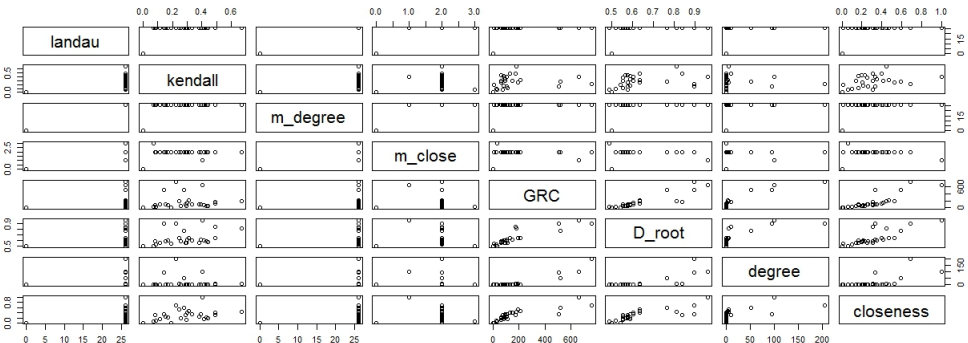 0.0 0.2 0.4 0.6 0.0 1.0 2.0 3.0 0.5 0.6 0.7 0.8 0.9 0.0 0.2 0.4 0.6 0.8 1.0
landau
0 15
0.0 0.5
kendall
m_degree
0 15
0.0 2.5
m_close
GRC
0 600
0.5 0.9
D_root
degree
0 150
0.0 0.8
closeness
0 5 10 15 20 25 0 5 10 15 20 25 0 200 400 600 0 50 100 150 200